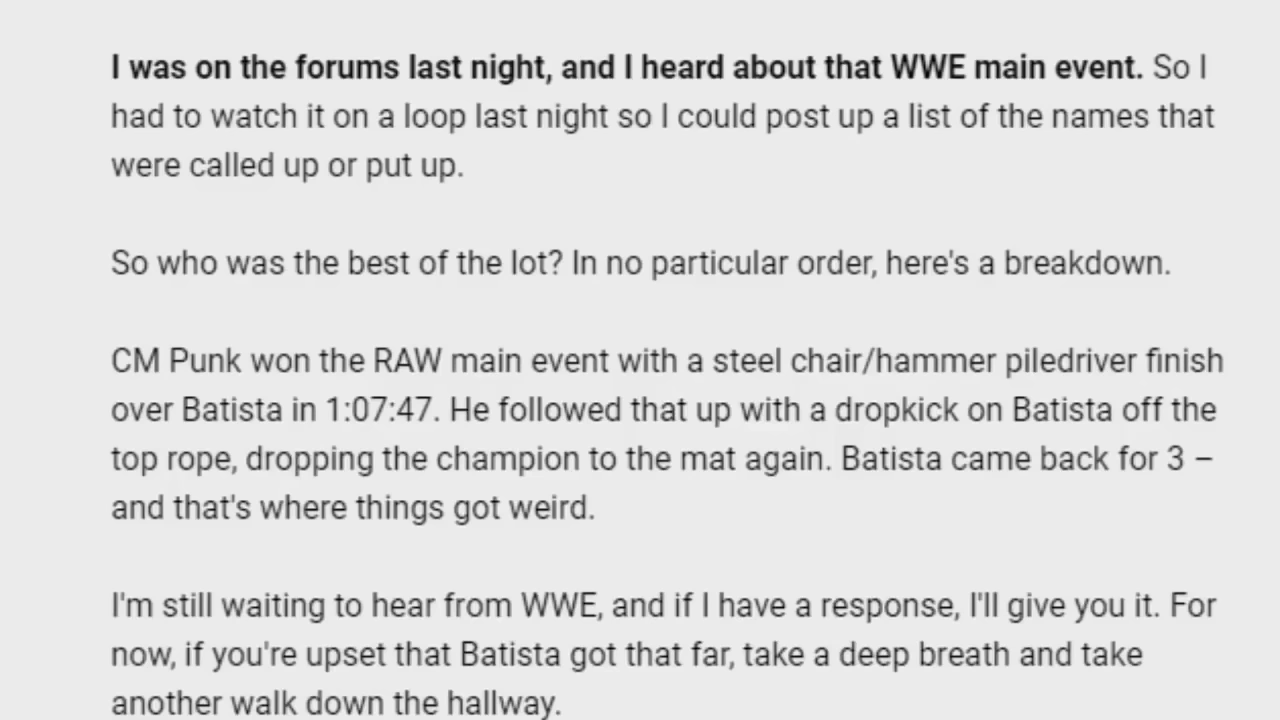 I was on the forums last night, and I heard about that WWE main event. So I
had to watch it on a loop last night so I could post up a list of the names that
were called up or put up.
So who was the best of the lot? In no particular order, here's a breakdown.
CM Punk won the RAW main event with a steel chair/hammer piledriver finish
over Batista in 1:07:47. He followed that up with a dropkick on Batista off the
top rope, dropping the champion to the mat again. Batista came back for 3 –
and that's where things got weird.
I'm still waiting to hear from WWE, and if I have a response, I'll give you it. For
now, if you're upset that Batista got that far, take a deep breath and take
another walk down the hallway.